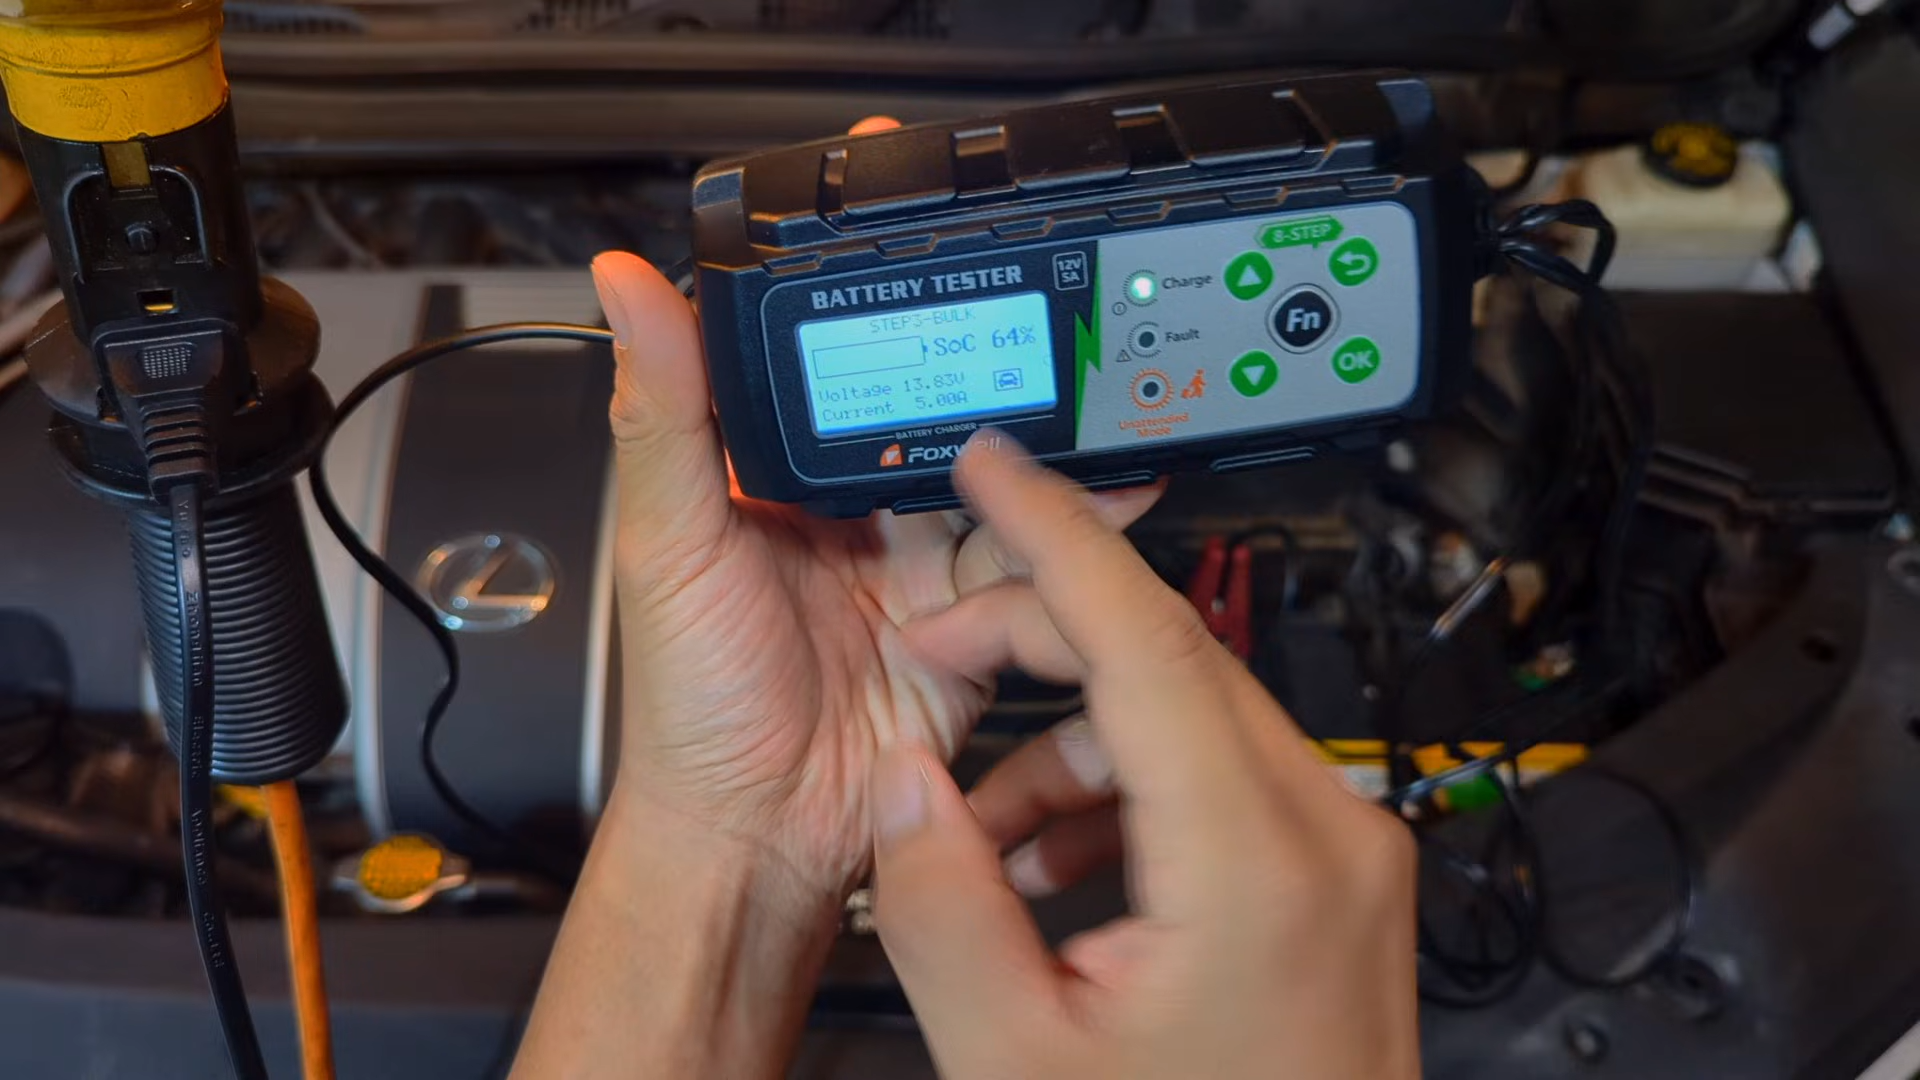 BATTERY TESTER
12V
5A
STEP3-BULK
SoC 64%
Voltage 13.83V
Current 5.00A
BATTERY CHARGER
FOXWell
8-STEP
Charge
Fault
Unattended
Mode
Fn
OK